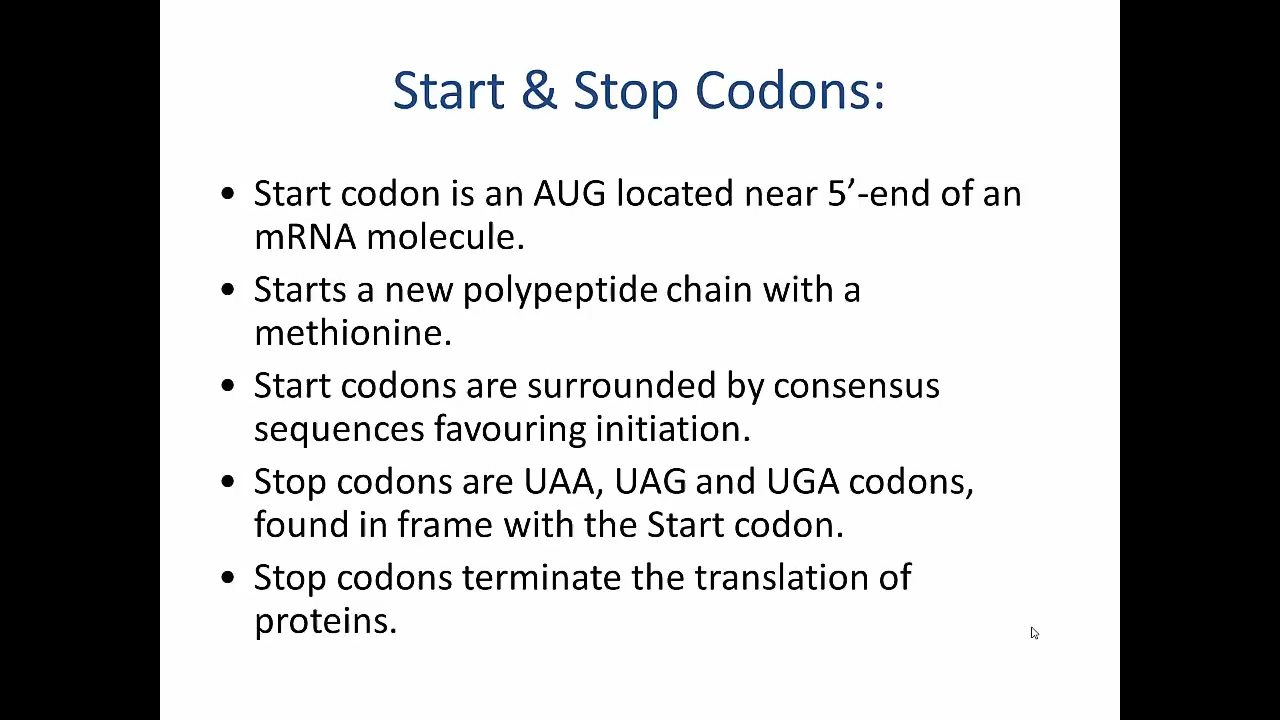 Start & Stop Codons:
• Start codon is an AUG located near 5’-end of an
mRNA molecule.
• Starts a new polypeptide chain with a
methionine.
• Start codons are surrounded by consensus
sequences favouring initiation.
• Stop codons are UAA, UAG and UGA codons,
found in frame with the Start codon.
• Stop codons terminate the translation of
proteins.